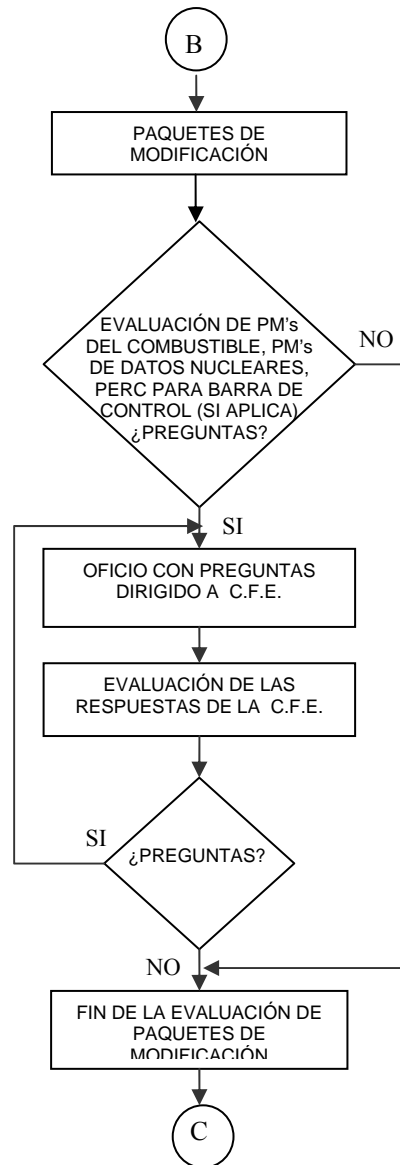 B
PAQUETES DE
MODIFICACIÓN
EVALUACIÓN DE PM's
DEL COMBUSTIBLE, PM's
DE DATOS NUCLEARES,
PERC PARA BARRA DE
CONTROL (SI APLICA)
¿PREGUNTAS?
NO
SI
OFICIO CON PREGUNTAS
DIRIGIDO A C.F.E.
EVALUACIÓN DE LAS
RESPUESTAS DE LA C.F.E.
SI
¿PREGUNTAS?
NO
FIN DE LA EVALUACIÓN DE
PAQUETES DE
MODIFICACIÓN
C